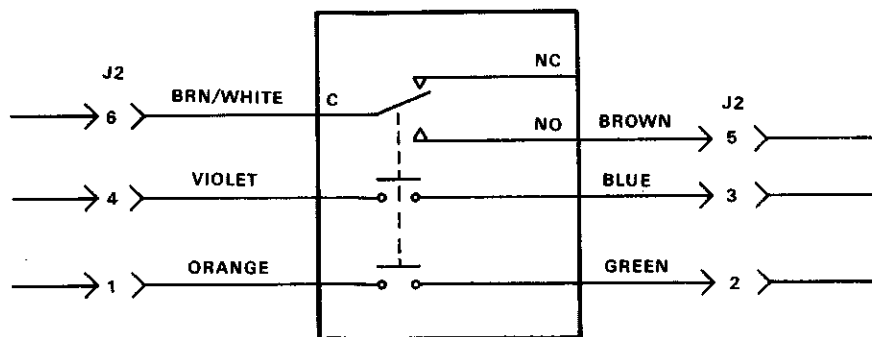 NC
J2
BRN/WHITE
C
J2
6
NO
BROWN
5
VIOLET
BLUE
4
3
ORANGE
GREEN
1
2